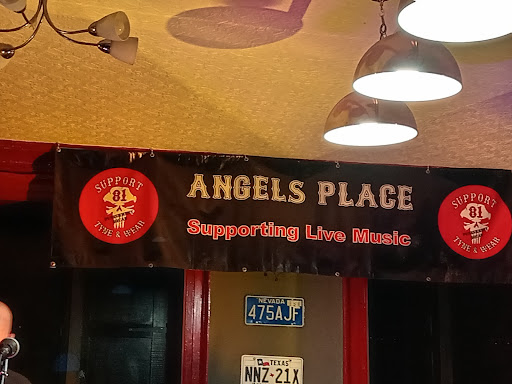 SUPPORT
81
TYNE & WEAR
ANGELS PLACE
Supporting Live Music
SUPPORT
81
TYNE & WEAR
NEVADA
475AJF
TEXAS
NNZ-21X